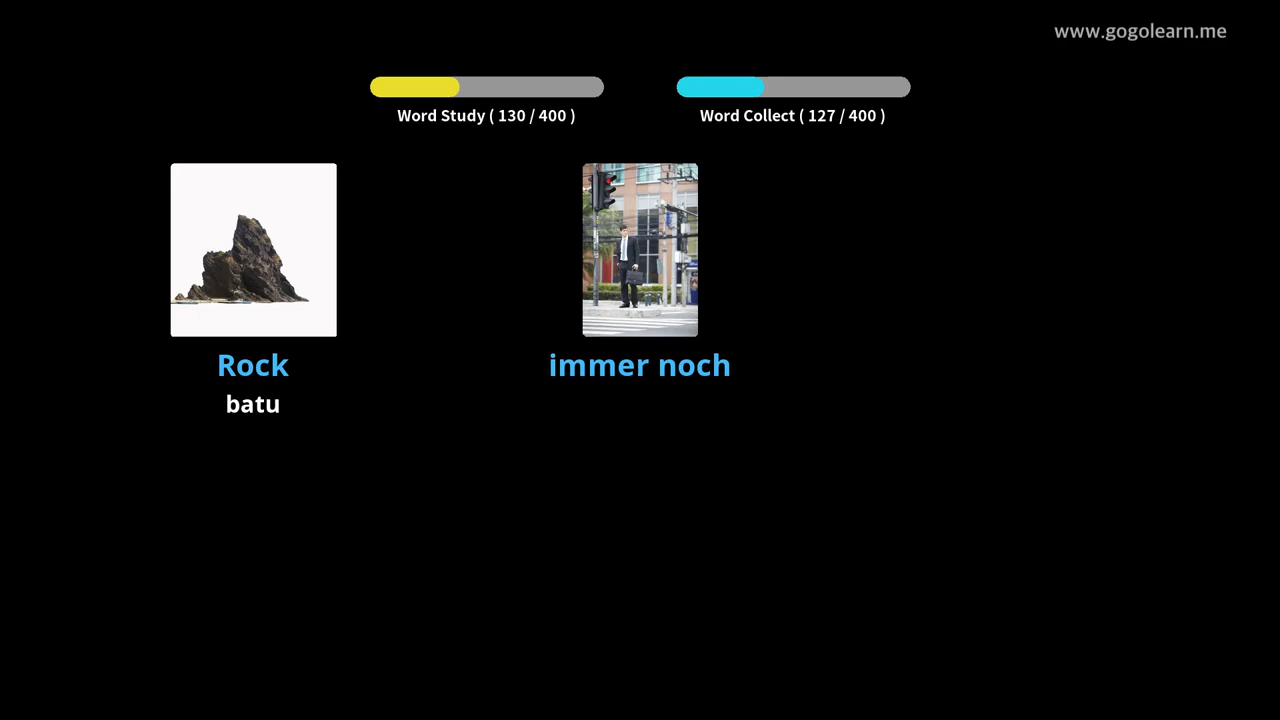 www.gogolearn.me
Word Study ( 130 / 400 )
Word Collect ( 127 / 400 )
Rock
batu
immer noch